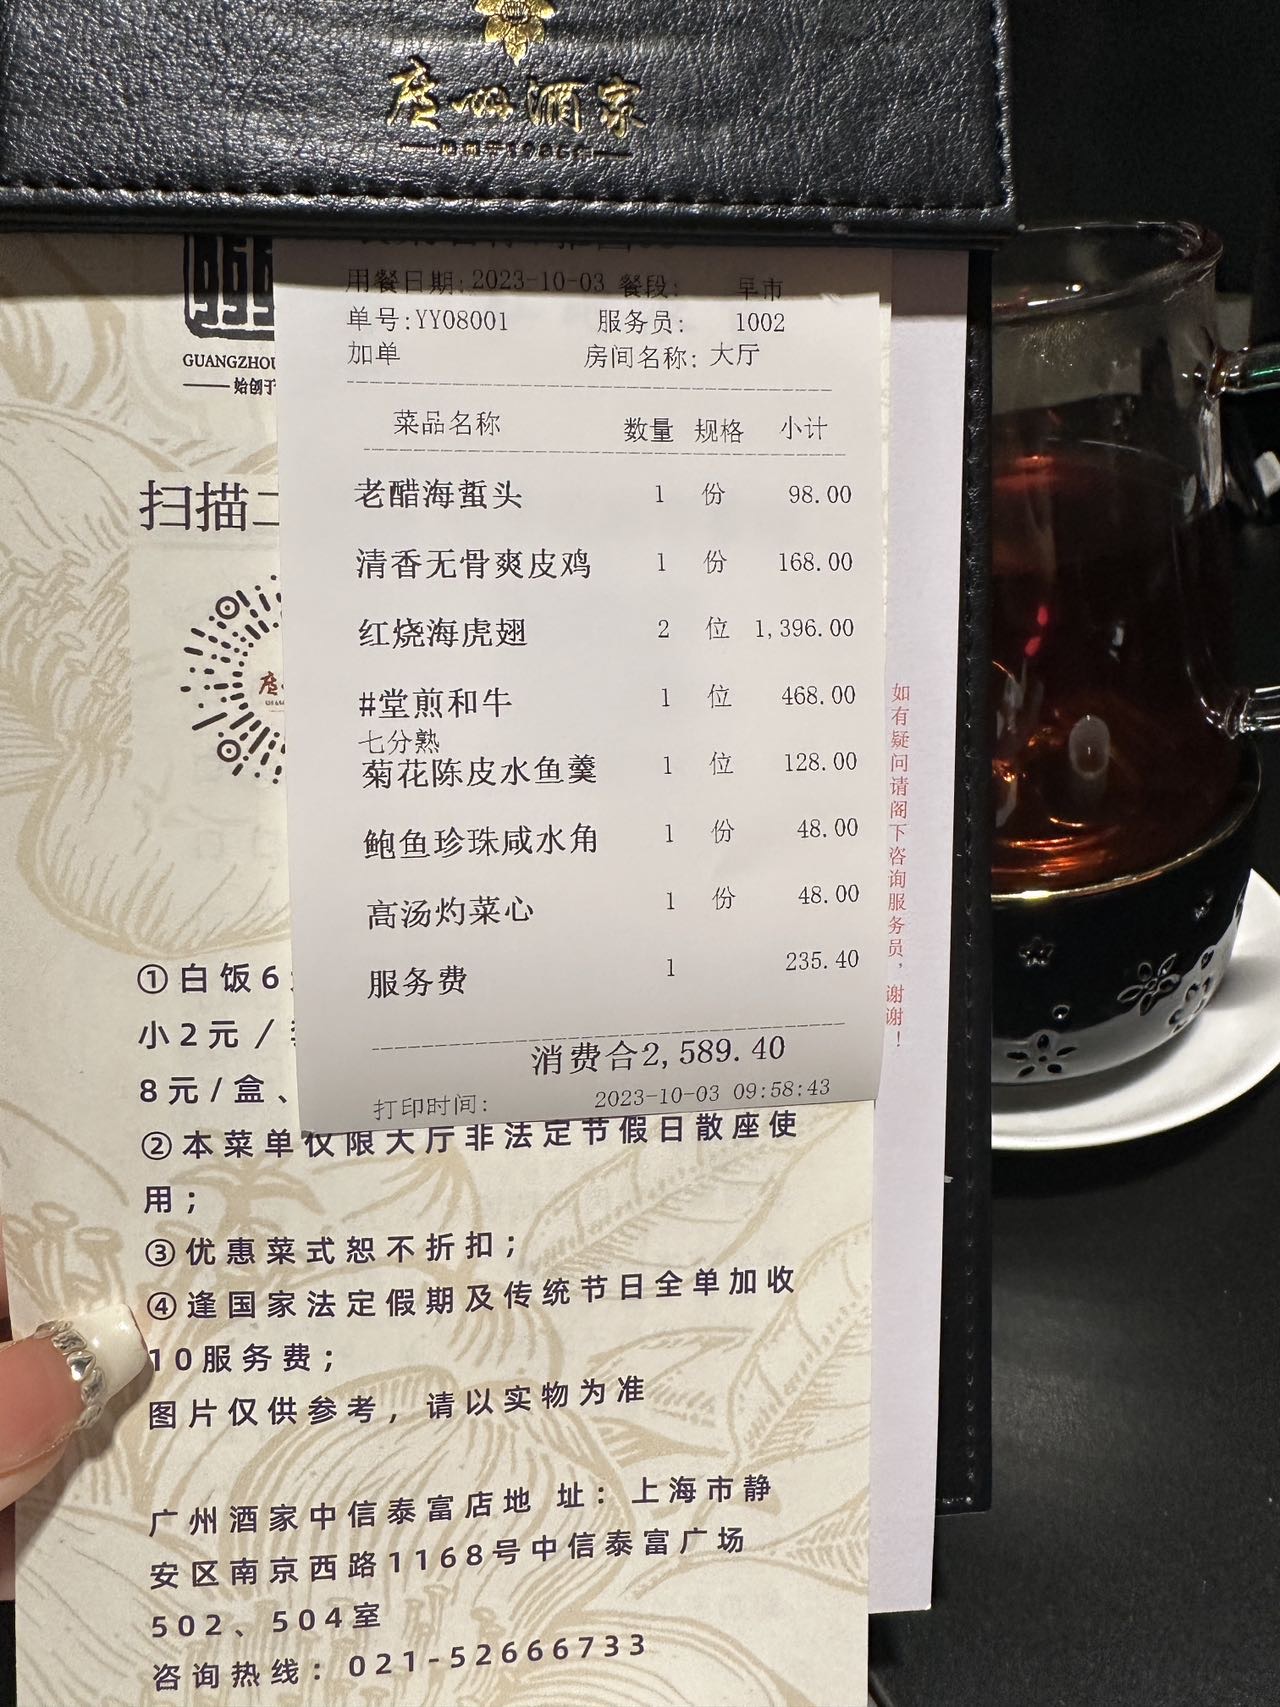 廣州酒家
用餐日期: 2023-10-03 餐段: 早市
单号:YY08001 服务员: 1002
加单 房间名称: 大厅
菜品名称 数量 规格 小计
老醋海蜇头 1 份 98.00
清香无骨爽皮鸡 1 份 168.00
红烧海虎翅 2 位 1,396.00
#堂煎和牛 1 位 468.00
七分熟
菊花陈皮水鱼羹 1 位 128.00
鲍鱼珍珠咸水角 1 份 48.00
高汤灼菜心 1 份 48.00
服务费 1 235.40
消费合2,589.40
打印时间: 2023-10-03 09:58:43
如有疑问请阁下咨询服务员，谢谢！
GUANGZHOU
始创于
扫描二
①白饭6
小2元/
8元/盒、
②本菜单仅限大厅非法定节假日散座使
用；
③优惠菜式恕不折扣；
④逢国家法定假期及传统节日全单加收
10服务费；
图片仅供参考，请以实物为准
广州酒家中信泰富店地 址：上海市静
安区南京西路1168号中信泰富广场
502、504室
咨询热线：021-52666733